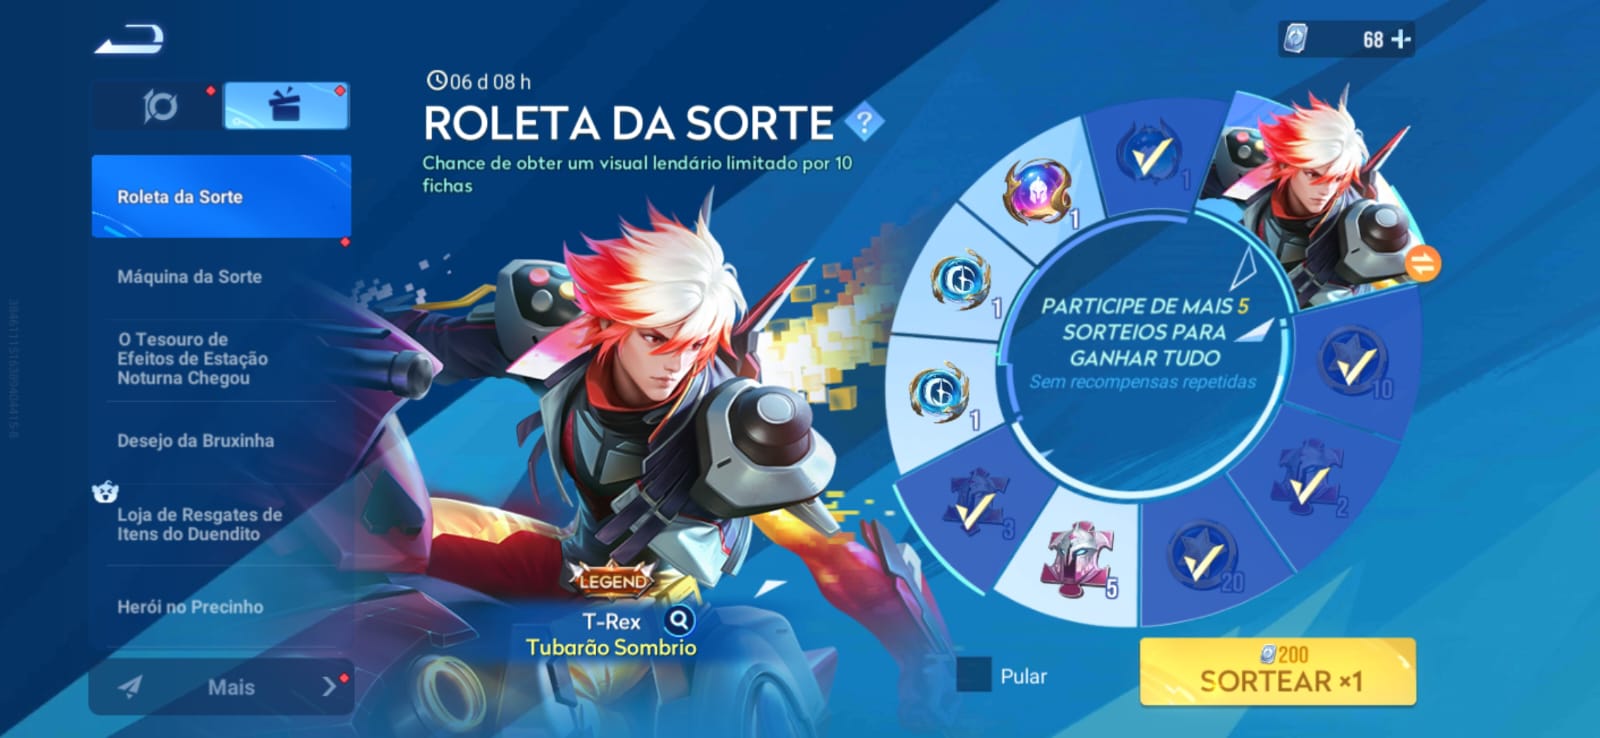 68
06 d 08 h
ROLETA DA SORTE
?
Chance de obter um visual lendário limitado por 10
fichas
Roleta da Sorte
Máquina da Sorte
O Tesouro de
Efeitos de Estação
Noturna Chegou
Desejo da Bruxinha
Loja de Resgates de
Itens do Duendito
Herói no Precinho
Mais
LEGEND
T-Rex
Tubarão Sombrio
1
1
1
1
3
5
20
2
10
PARTICIPE DE MAIS 5
SORTEIOS PARA
GANHAR TUDO
Sem recompensas repetidas
Pular
200
SORTEAR ×1